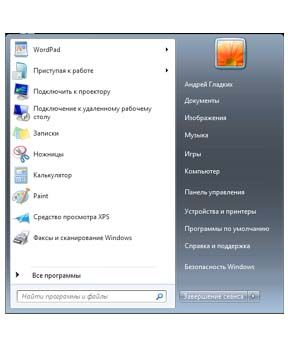 WordPad
Приступая к работе
Подключить к проектору
Подключение к удаленному рабочему
столу
Записки
Ножницы
Калькулятор
Paint
Средство просмотра XPS
Факсы и сканирование Windows
Все программы
Найти программы и файлы
Андрей Гладких
Документы
Изображения
Музыка
Игры
Компьютер
Панель управления
Устройства и принтеры
Программы по умолчанию
Справка и поддержка
Безопасность Windows
Завершение сеанса